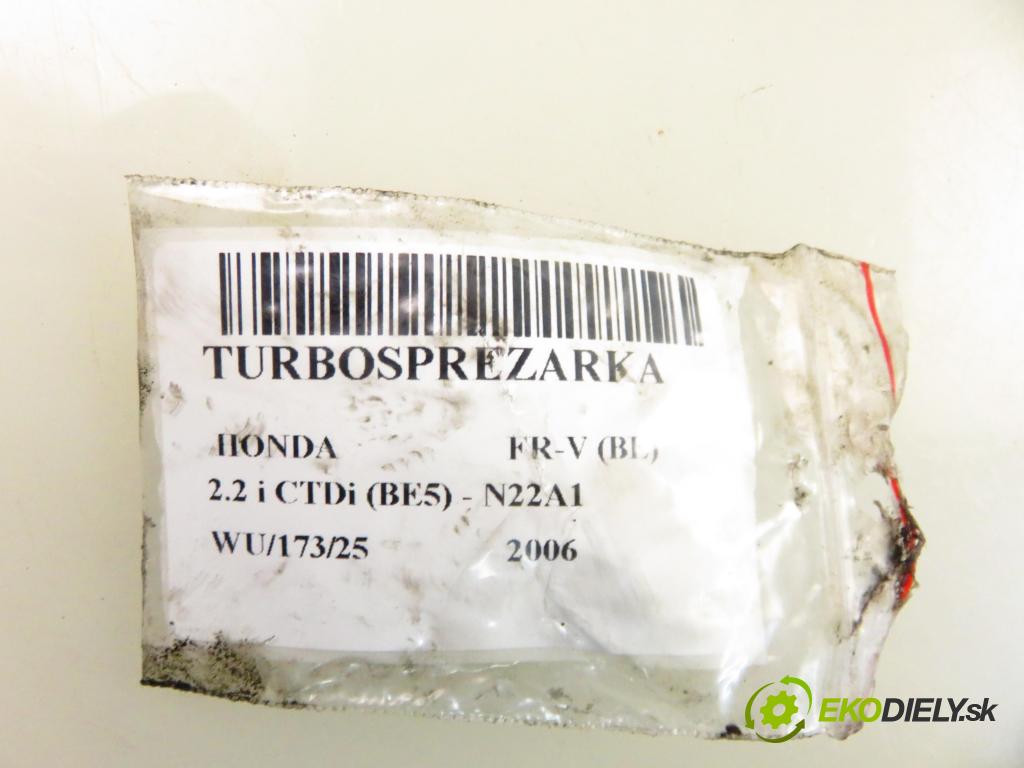 TURBOSPREZARKA
HONDA FR-V (BE)
2.2 i CTDi (BE5) - N22A1
WU/173/25 2006
EKODIELY.sk